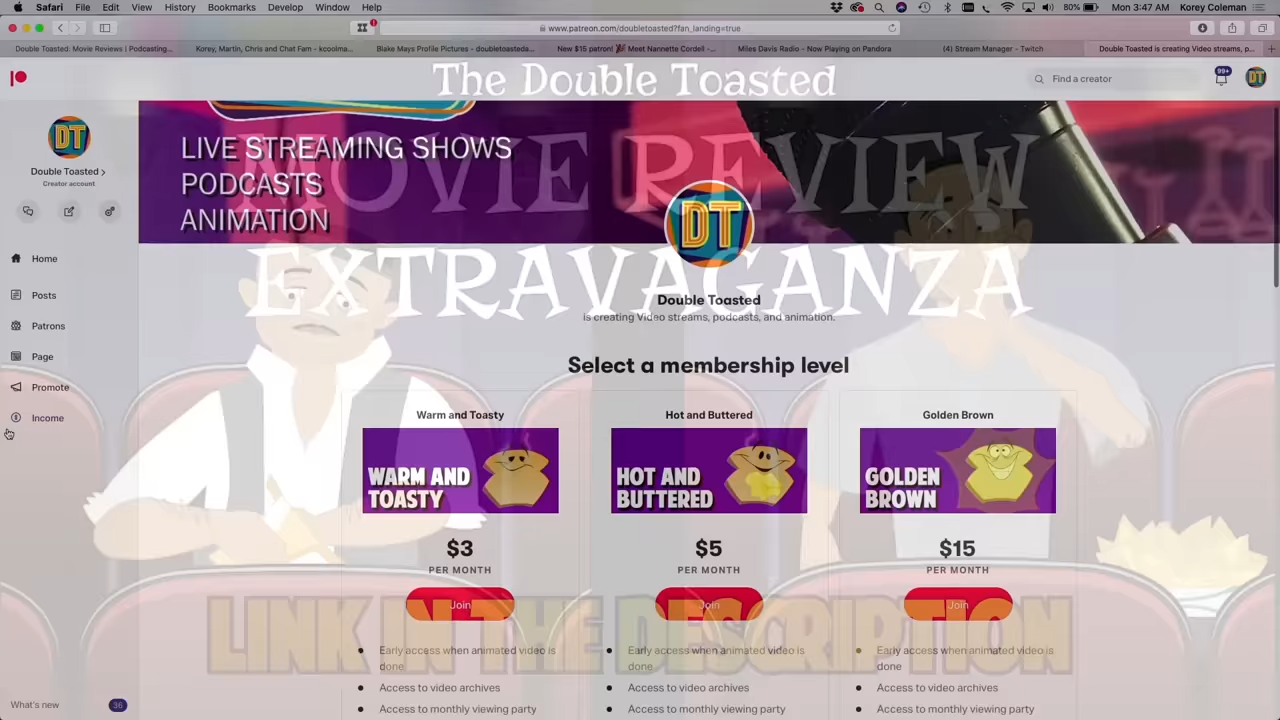 Safari File Edit View History Bookmarks Develop Window Help 80% Mon 3:47 AM Korey Coleman
www.patreon.com/doubletoasted?fan_landing=true
Double Toasted: Movie Reviews | Podcasting...
Korey, Martin, Chris and Chat Fam - kcoolma...
Blake Mays Profile Pictures - doubletoasteda...
New $15 patron! 🎉 Meet Nannette Cordell -...
Miles Davis Radio - Now Playing on Pandora
(4) Stream Manager - Twitch
Double Toasted is creating Video streams, p...
The Double Toasted
Find a creator
99+
DT
MOVIE REVIEW
EXTRAVAGANZA
LIVE STREAMING SHOWS
PODCASTS
ANIMATION
DT
DT
Double Toasted
Creator account
Home
Posts
Patrons
Page
Promote
Income
What's new 36
Double Toasted
is creating Video streams, podcasts, and animation.
Select a membership level
Warm and Toasty
WARM AND
TOASTY
$3
PER MONTH
Join
Early access when animated video is
done
Access to video archives
Access to monthly viewing party
Hot and Buttered
HOT AND
BUTTERED
$5
PER MONTH
Join
Early access when animated video is
done
Access to video archives
Access to monthly viewing party
Golden Brown
GOLDEN
BROWN
$15
PER MONTH
Join
Early access when animated video is
done
Access to video archives
Access to monthly viewing party
LINK IN THE DESCRIPTION